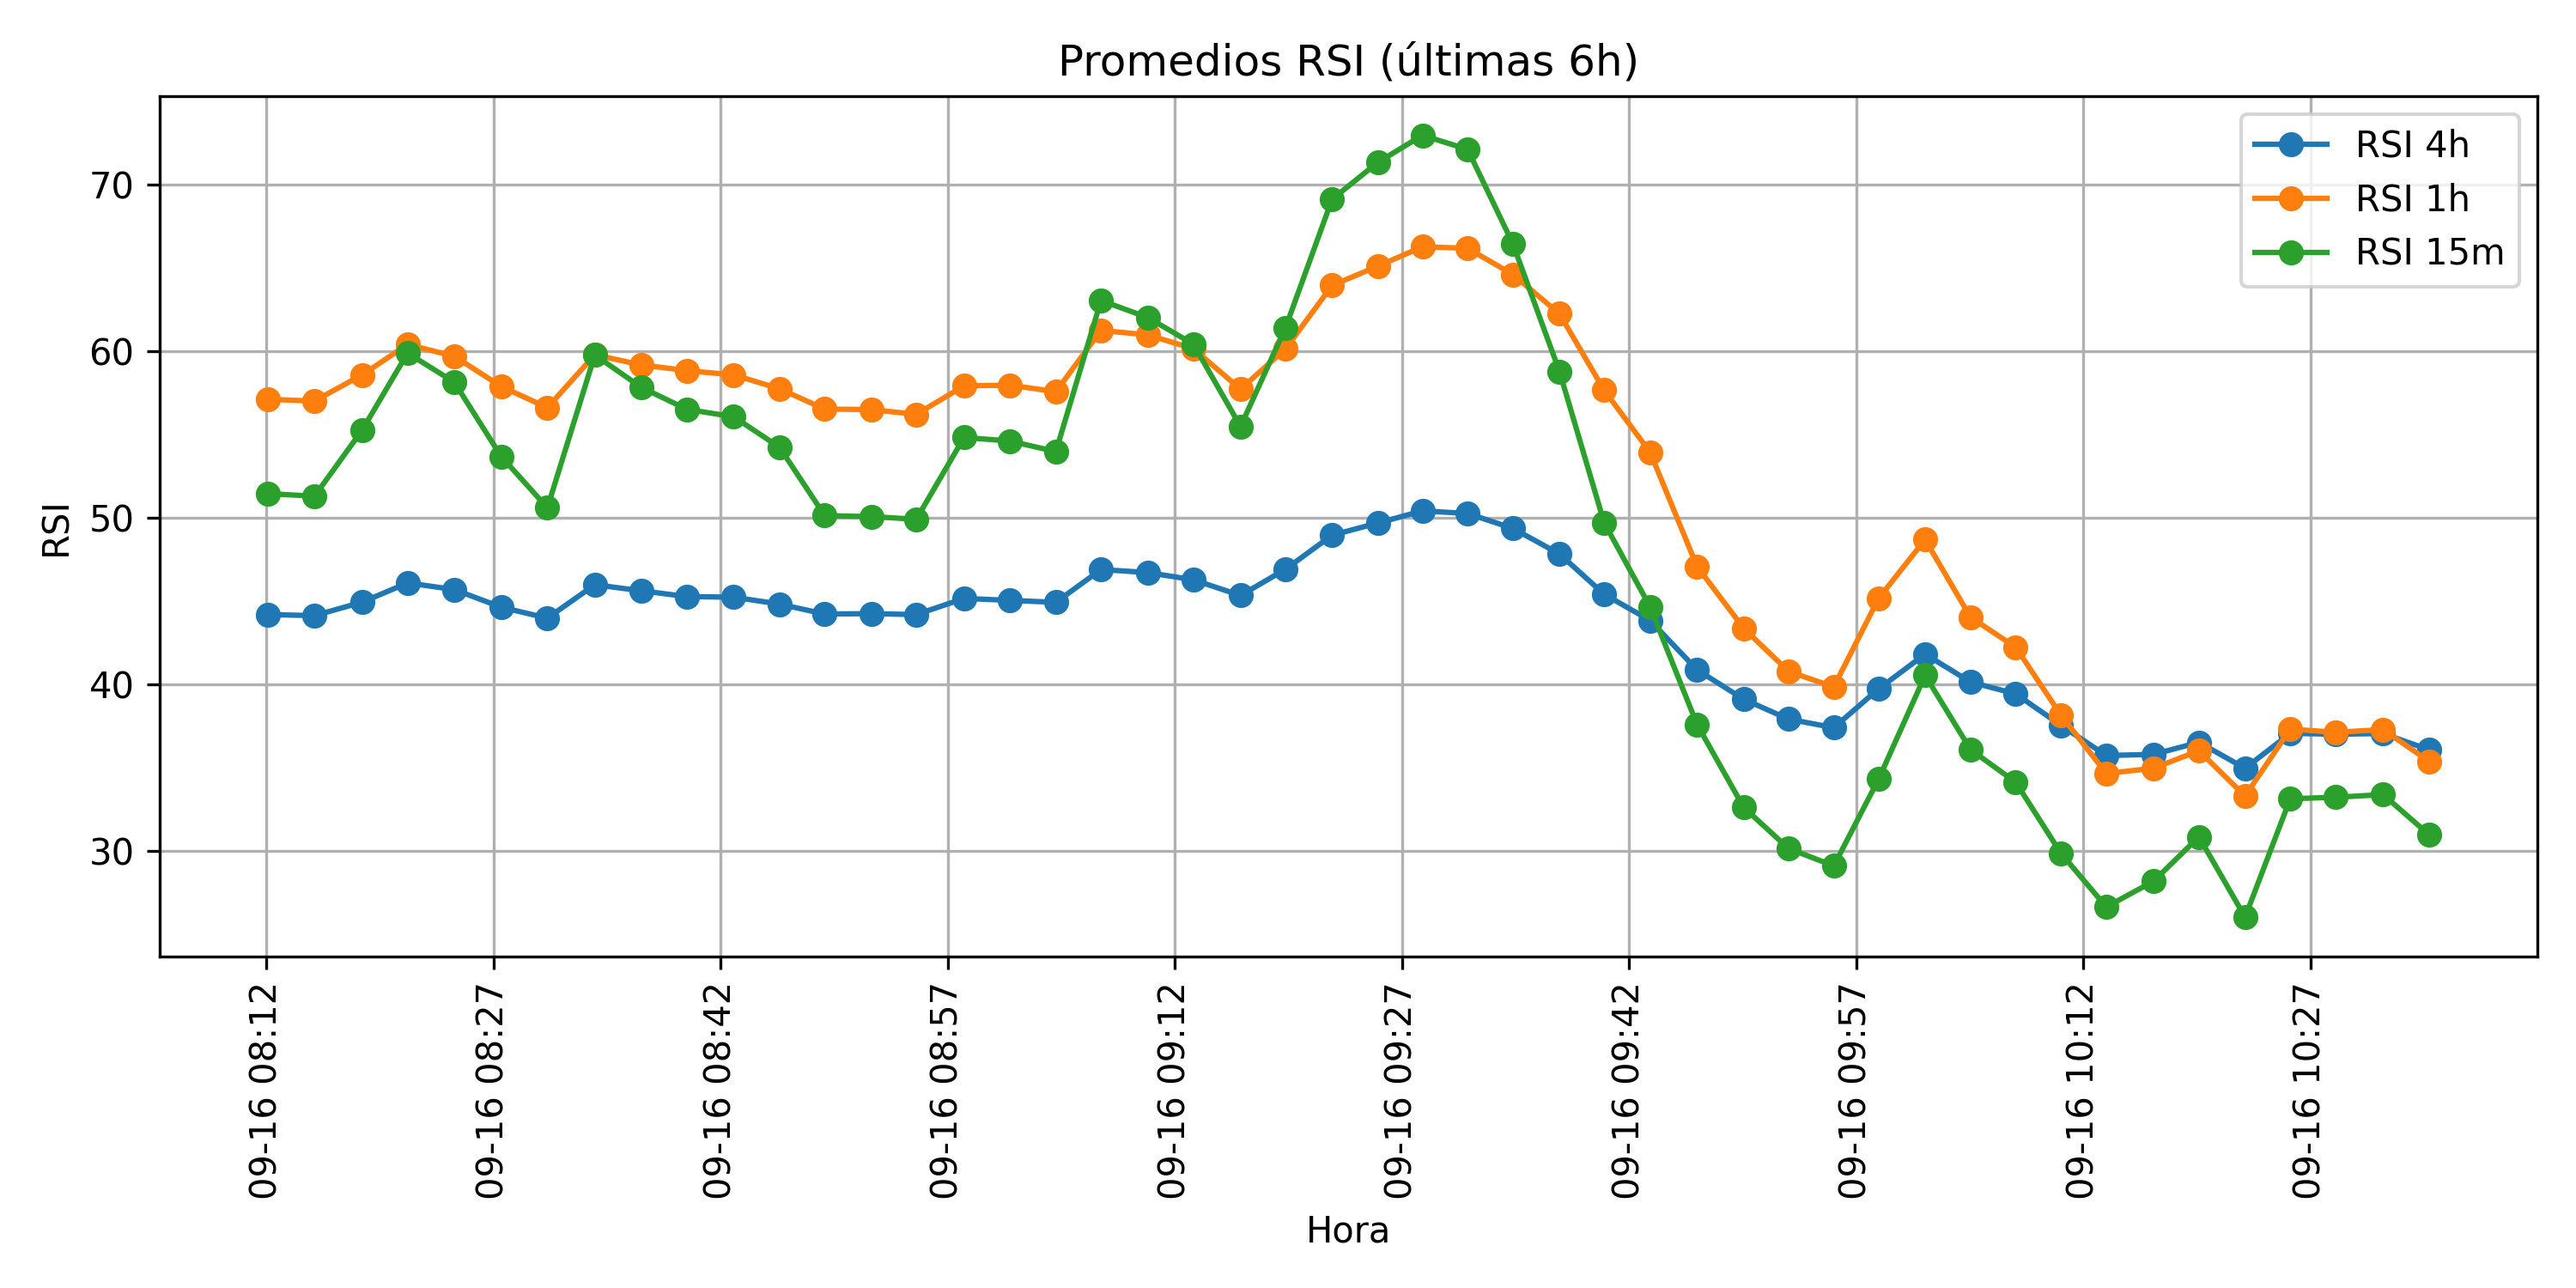 Promedios RSI (últimas 6h)
RSI 4h
RSI 1h
RSI 15m
RSI
70
60
50
40
30
09-16 08:12
09-16 08:27
09-16 08:42
09-16 08:57
09-16 09:12
09-16 09:27
09-16 09:42
09-16 09:57
09-16 10:12
09-16 10:27
Hora